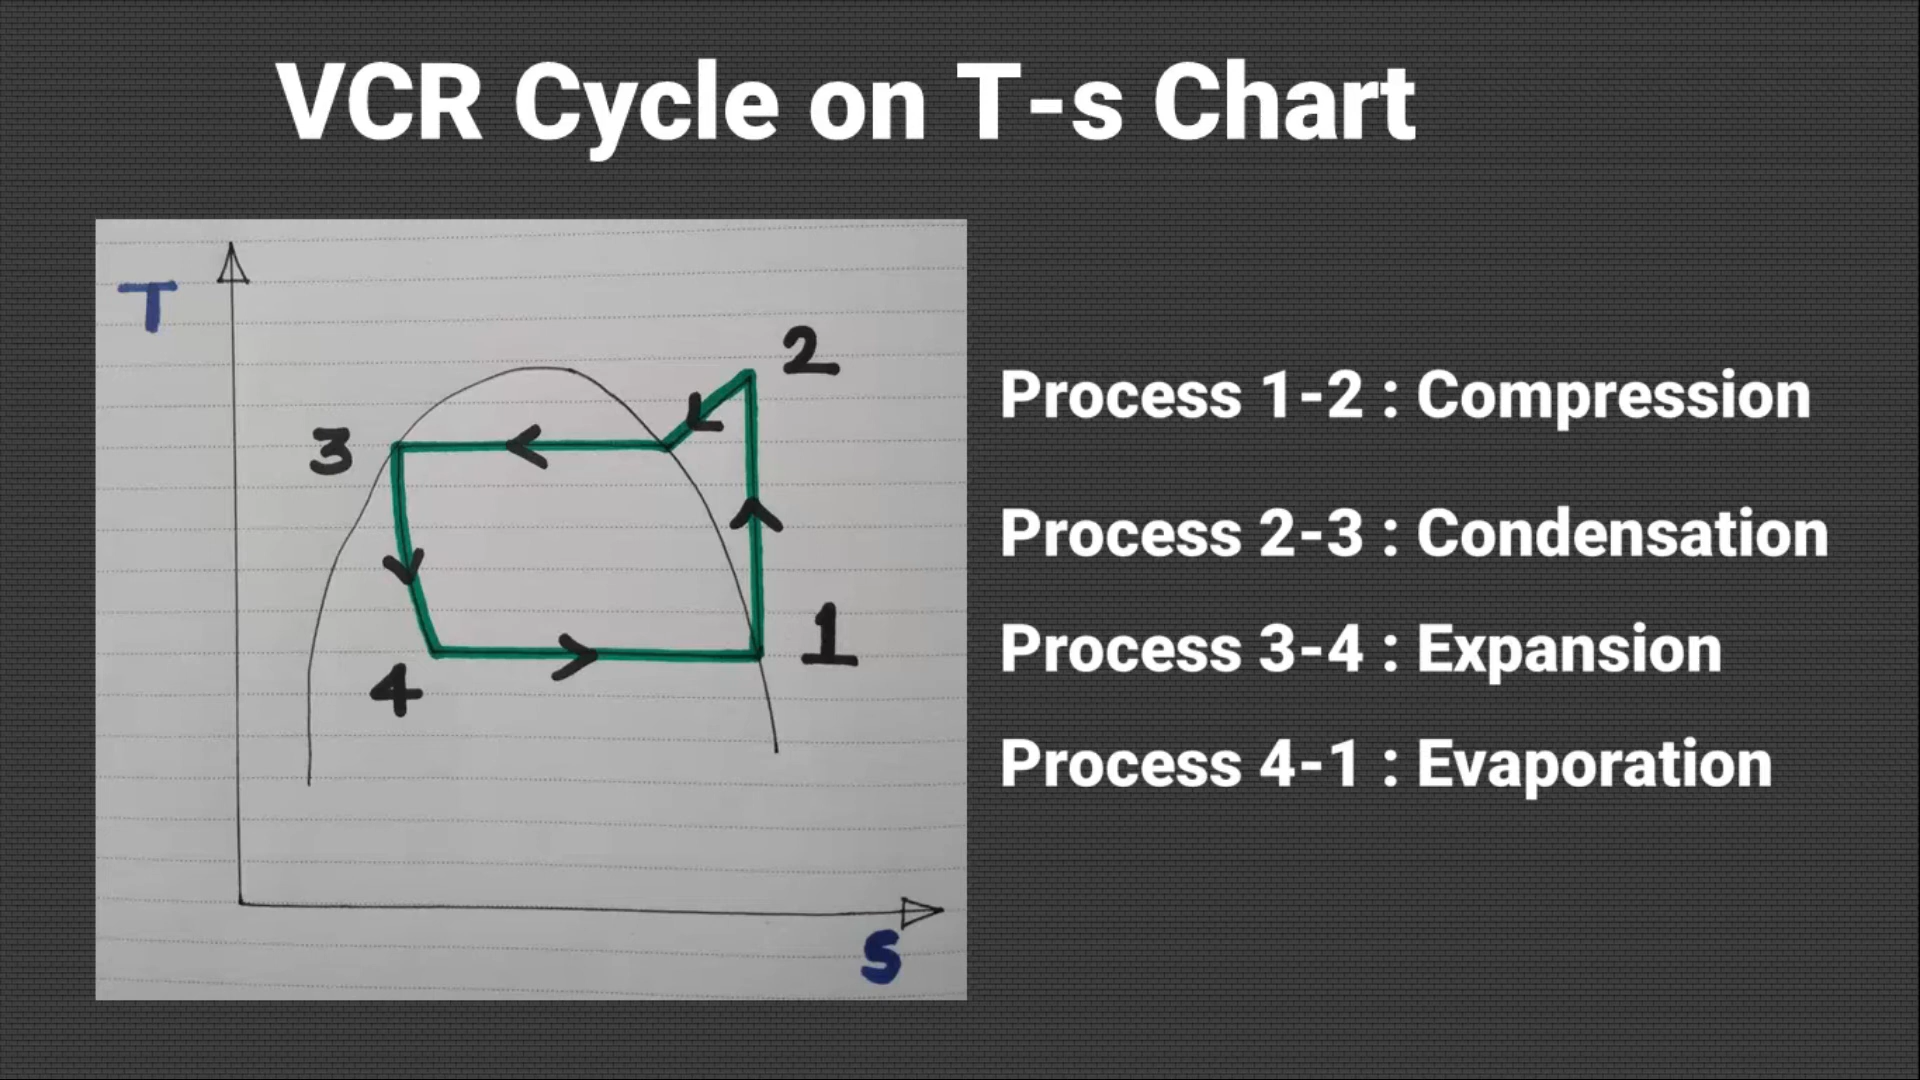 VCR Cycle on T-s Chart
T
2
3
1
4
S
Process 1-2 : Compression
Process 2-3 : Condensation
Process 3-4 : Expansion
Process 4-1 : Evaporation